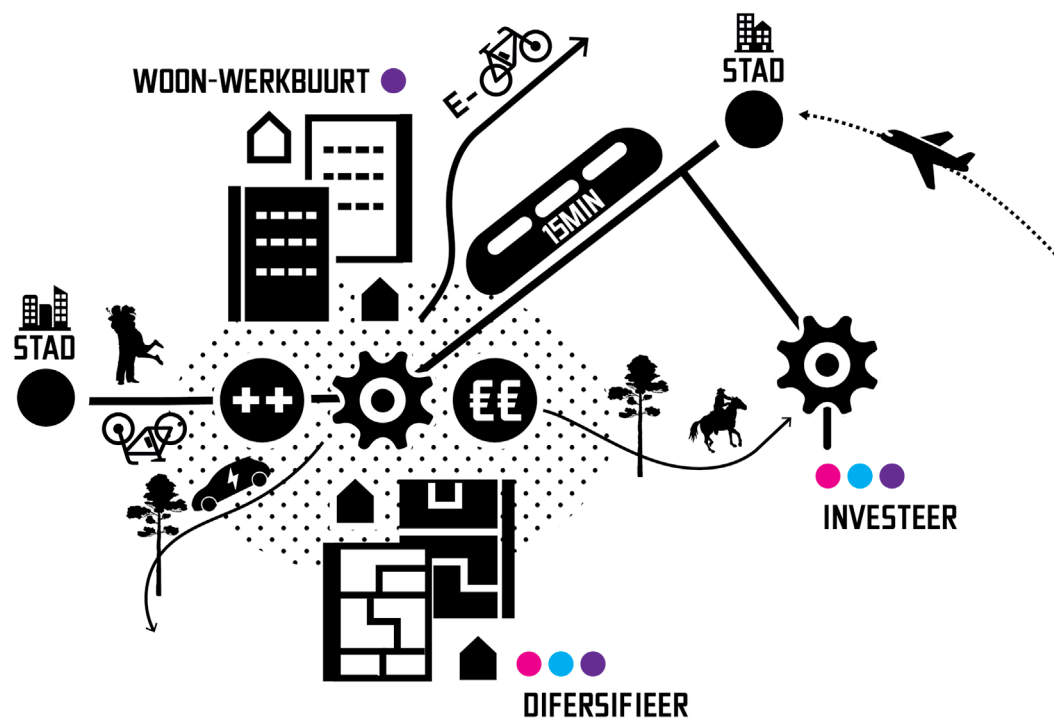 STAD
WOON-WERKBUURT
E-
15MIN
STAD
++
€€
INVESTEER
DIFERSIFIEER